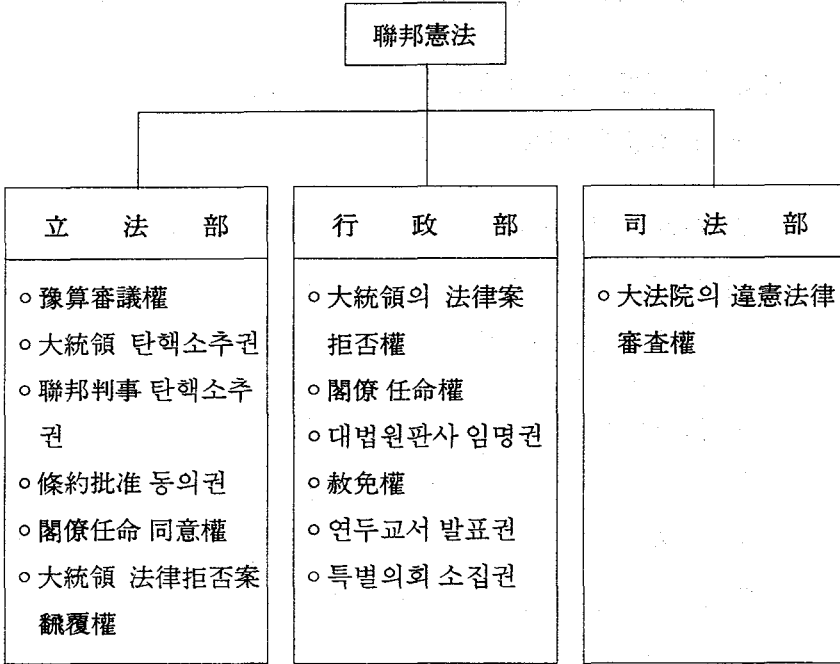 聯邦憲法
立法部
○豫算審議權
○大統領 탄핵소추권
○聯邦判事 탄핵소추
권
○條約批准 동의권
○閣僚任命 同意權
○大統領 法律拒否案
飜覆權
行政部
○大統領의 法律案
拒否權
○閣僚 任命權
○대법원판사 임명권
○赦免權
○연두교서 발표권
○특별의회 소집권
司法部
○大法院의 違憲法律
審査權